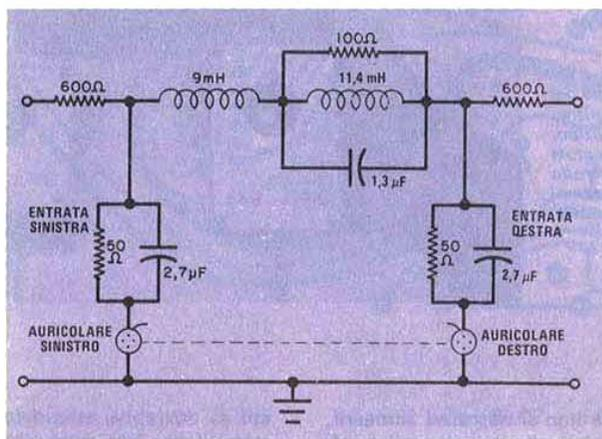 100Ω
600Ω
9mH
11,4 mH
600Ω
1,3 µF
ENTRATA
SINISTRA
50
Ω
2,7µF
ENTRATA
DESTRA
50
Ω
2,7 µF
AURICOLARE
SINISTRO
AURICOLARE
DESTRO